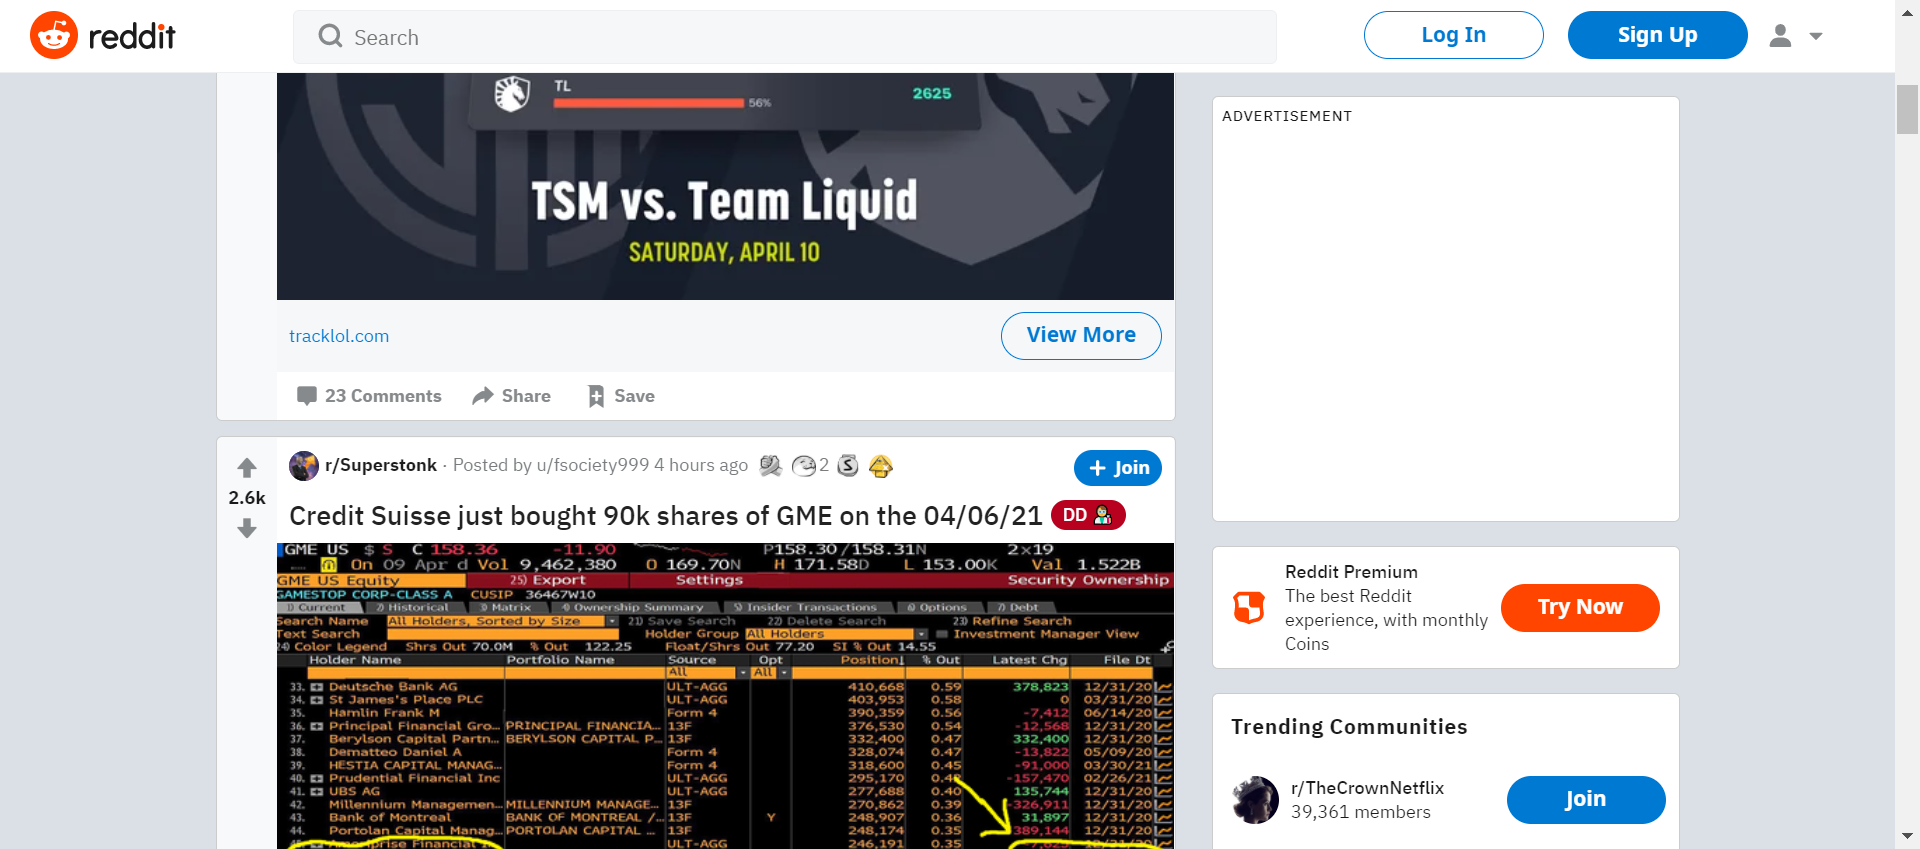 reddit
Search
Log In
Sign Up
TL
56%
2625
TSM vs. Team Liquid
SATURDAY, APRIL 10
tracklol.com
View More
23 Comments
Share
Save
2.6k
r/Superstonk · Posted by u/fsociety999 4 hours ago
2
S
+ Join
Credit Suisse just bought 90k shares of GME on the 04/06/21
DD
GME US $ S C 158.36 -11.90 P158.30/158.31N 2×19
On 09 Apr d Vol 9,462,380 O 169.70N H 171.58D L 153.00K Val 1.522B
GME US Equity 25) Export Settings Security Ownership
GAMESTOP CORP-CLASS A CUSIP 36467W10
1) Current 2) Historical 3) Matrix 4) Ownership Summary 5) Insider Transactions 6) Options 7) Debt
Search Name All Holders, Sorted by Size 21) Save Search 22) Delete Search 23) Refine Search
Text Search Holder Group All Holders Investment Manager View
24) Color Legend Shrs Out 70.0M % Out 122.25 Float/Shrs Out 77.20 SI % Out 14.55
Holder Name Portfolio Name Source Opt Position↓ % Out Latest Chg File Dt
All All
33. Deutsche Bank AG ULT-AGG 410,668 0.59 378,823 12/31/20
34. St James's Place PLC ULT-AGG 403,953 0.58 0 03/31/20
35. Hamlin Frank M Form 4 390,359 0.56 -7,412 06/14/20
36. Principal Financial Gro... PRINCIPAL FINANCIA... 13F 376,530 0.54 -12,568 12/31/20
37. Berylson Capital Partn... BERYLSON CAPITAL P... 13F 332,400 0.47 332,400 12/31/20
38. Dematteo Daniel A Form 4 328,074 0.47 -13,822 05/09/20
39. HESTIA CAPITAL MANAG... Form 4 318,600 0.45 -91,000 03/30/21
40. Prudential Financial Inc ULT-AGG 295,170 -157,470 02/26/21
41. UBS AG ULT-AGG 277,688 0.40 135,744 12/31/20
42. Millennium Managemen... MILLENNIUM MANAGE... 13F 270,862 0.39 -326,911 12/31/20
43. Bank of Montreal BANK OF MONTREAL /... 13F Y 248,907 0.36 31,897 12/31/20
44. Portolan Capital Manag... PORTOLAN CAPITAL ... 13F 248,174 0.35 389,144 12/31/20
Ameriprise Financial ULT-AGG 246,191 0.35
ADVERTISEMENT
Reddit Premium
The best Reddit
experience, with monthly
Coins
Try Now
Trending Communities
r/TheCrownNetflix
39,361 members
Join